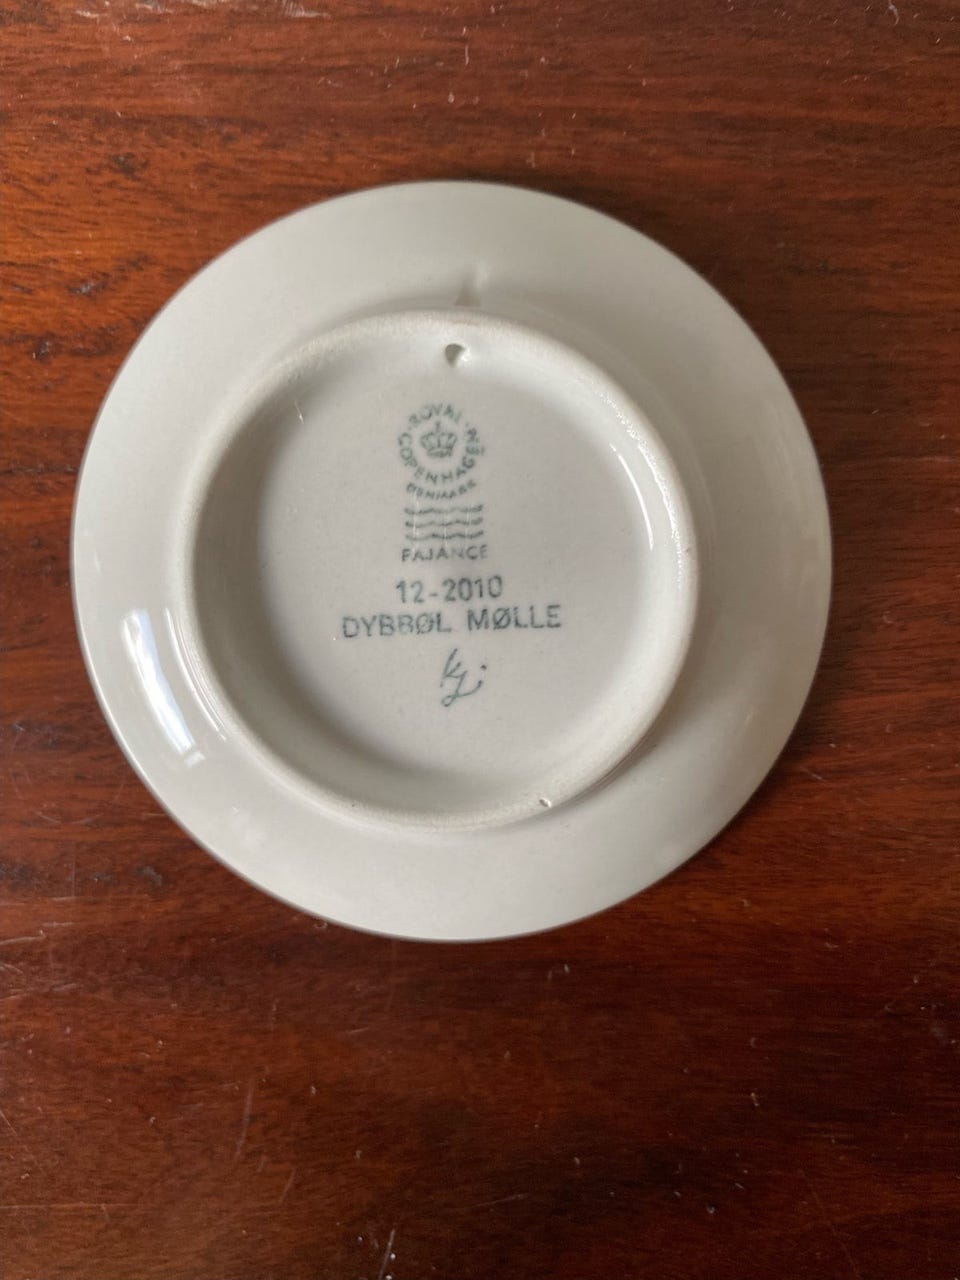 ROYAL COPENHAGEN
DENMARK
FAJANCE
12-2010
DYBBØL MØLLE